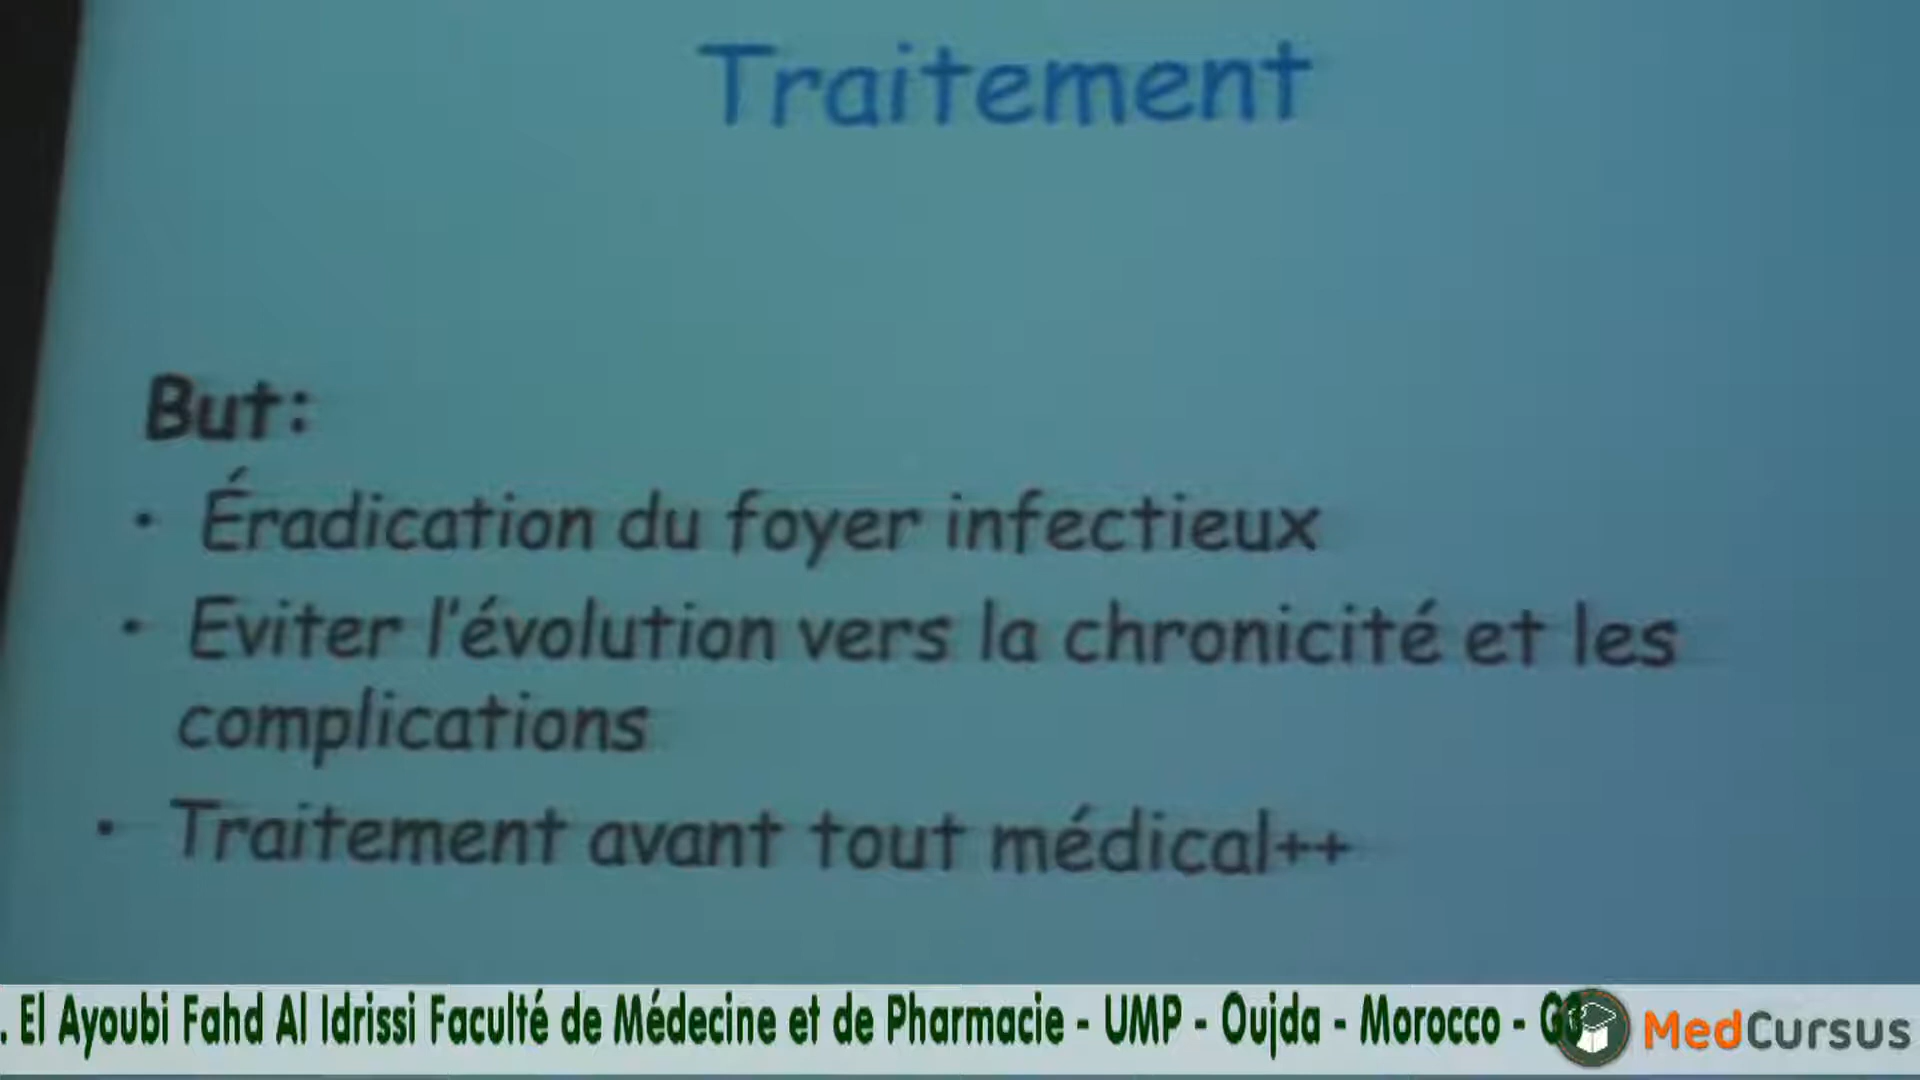 Traitement
But:
• Éradication du foyer infectieux
• Eviter l'évolution vers la chronicité et les
complications
• Traitement avant tout médical++
. El Ayoubi Fahd Al Idrissi Faculté de Médecine et de Pharmacie - UMP - Oujda - Morocco -
MedCursus